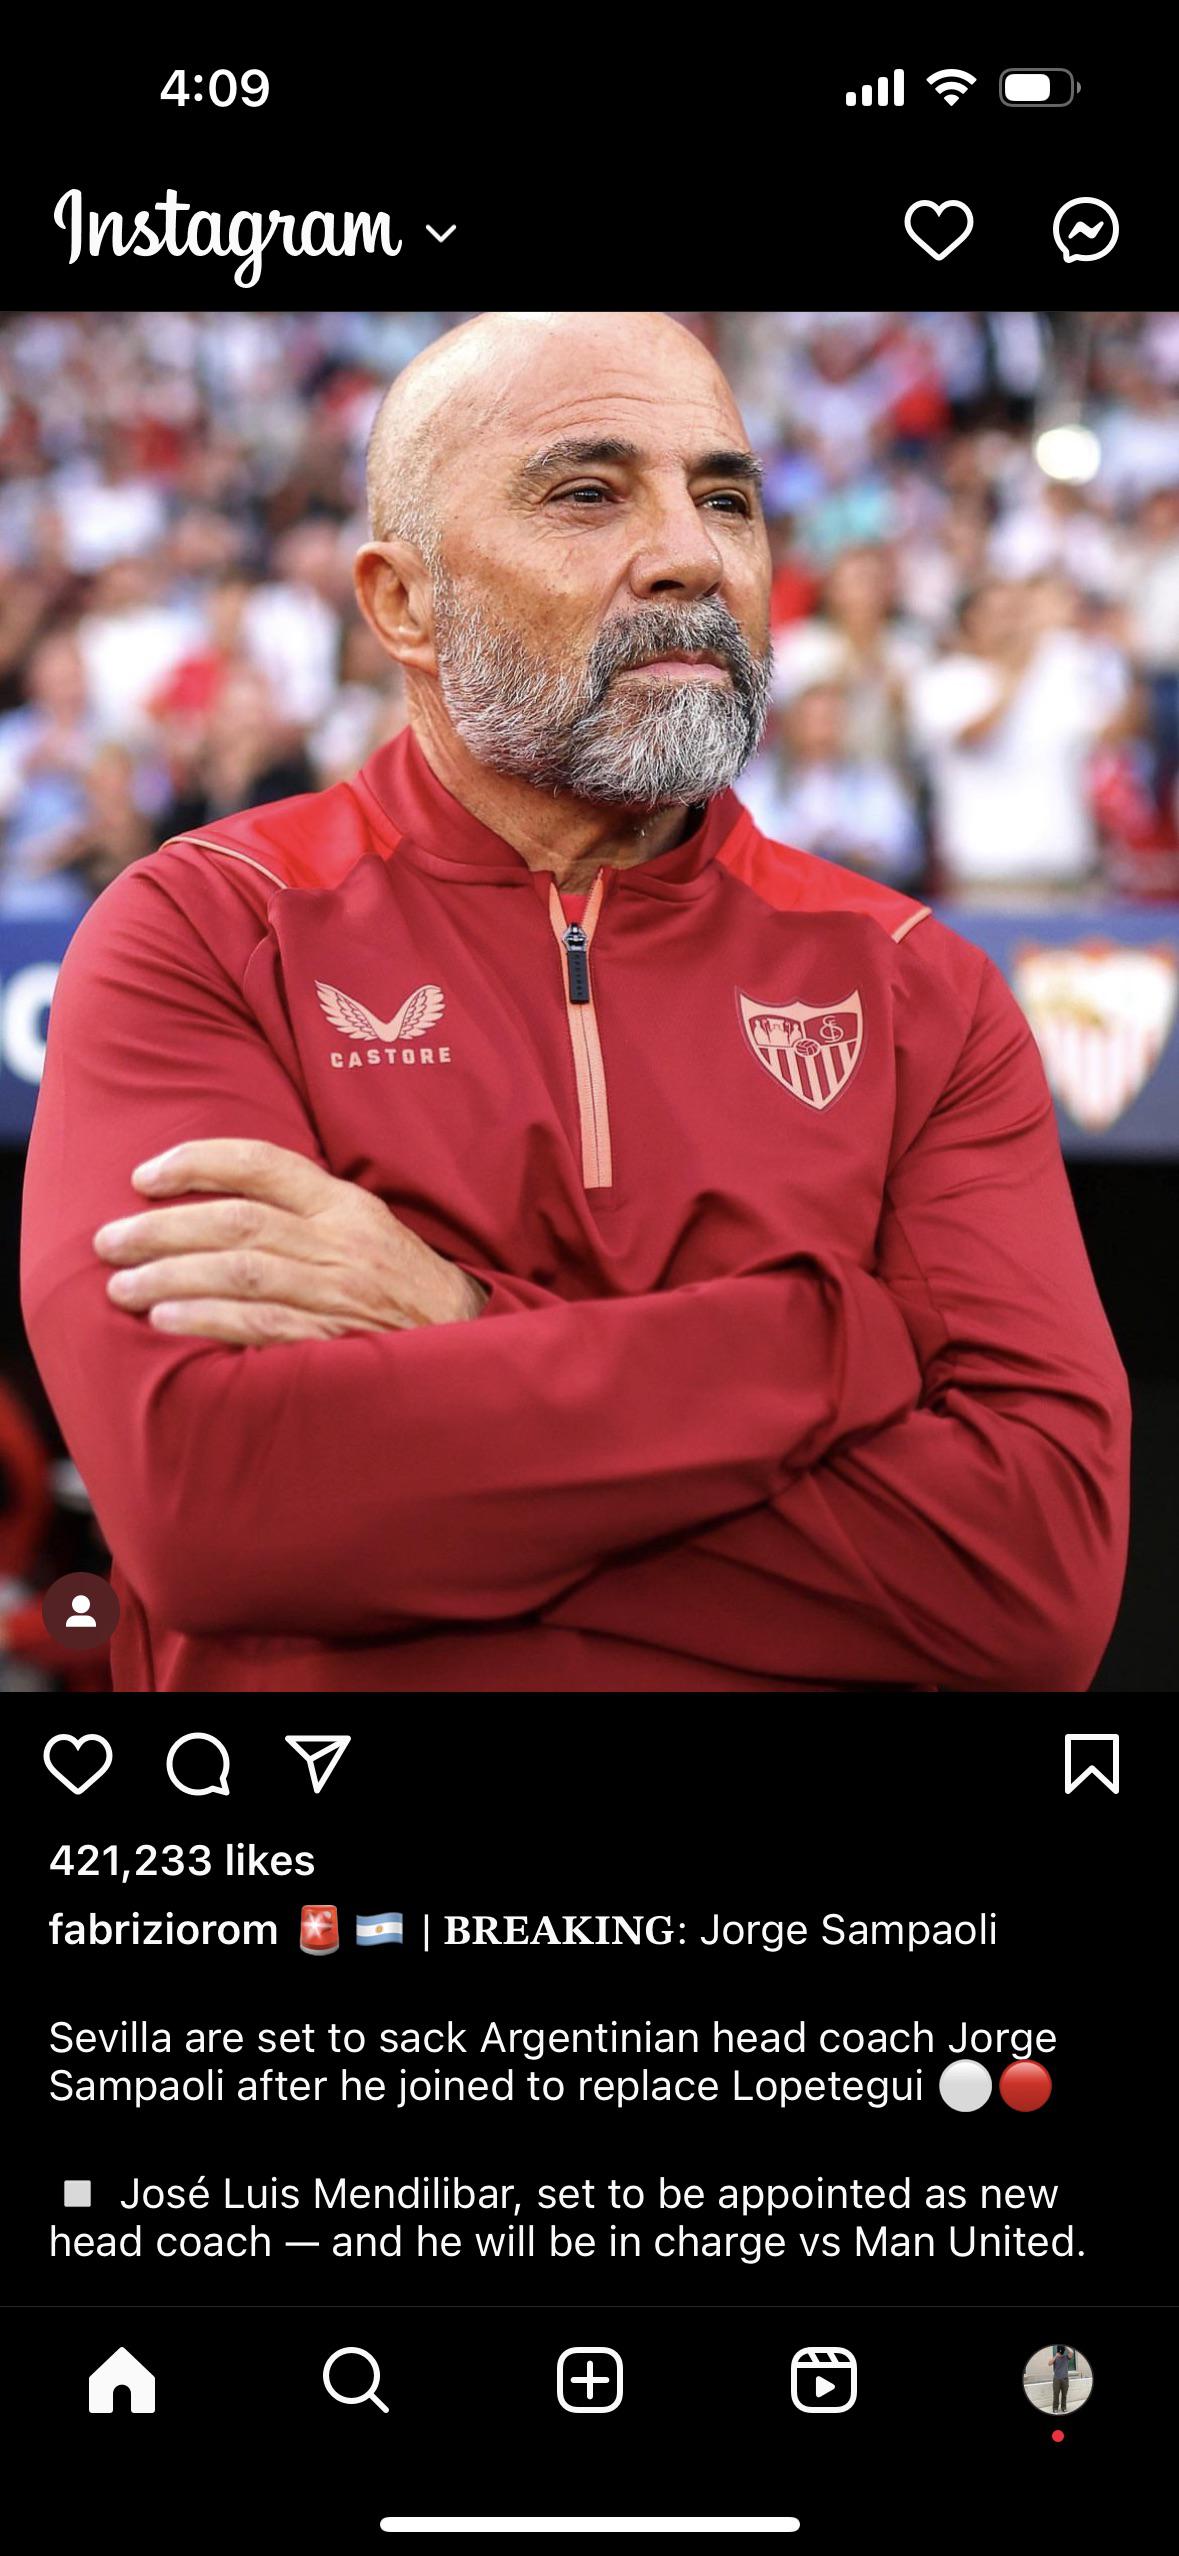 4:09
Instagram
CASTORE
421,233 likes
fabriziorom 🚨🇦🇷 | BREAKING: Jorge Sampaoli
Sevilla are set to sack Argentinian head coach Jorge
Sampaoli after he joined to replace Lopetegui ⚪🔴
◽ José Luis Mendilibar, set to be appointed as new
head coach — and he will be in charge vs Man United.